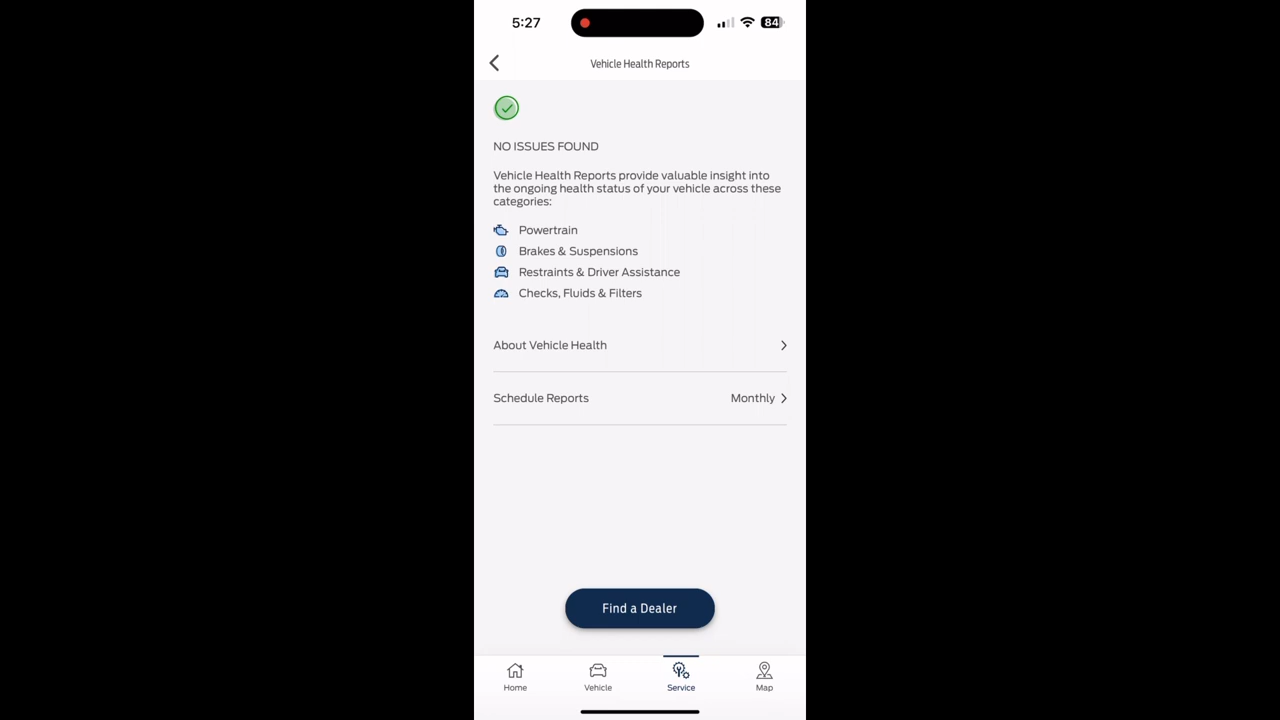 5:27
84
Vehicle Health Reports
NO ISSUES FOUND
Vehicle Health Reports provide valuable insight into
the ongoing health status of your vehicle across these
categories:
Powertrain
Brakes & Suspensions
Restraints & Driver Assistance
Checks, Fluids & Filters
About Vehicle Health
Schedule Reports Monthly
Find a Dealer
Home Vehicle Service Map